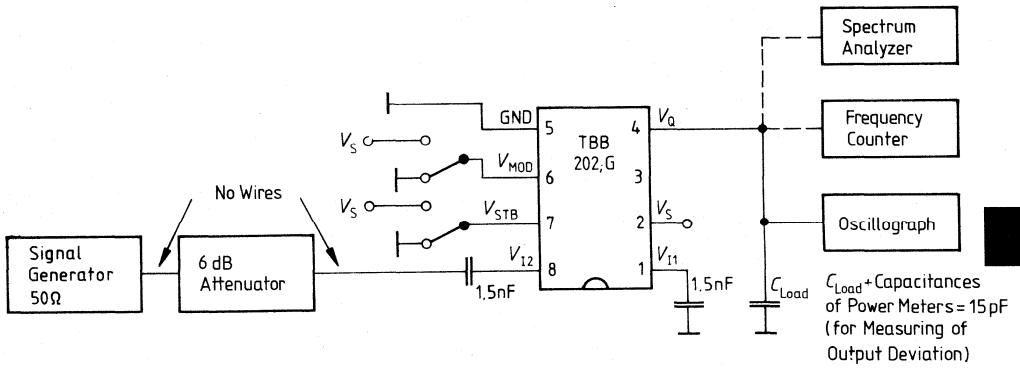 Spectrum
Analyzer
GND
5
4
V_Q
TBB
202,G
Frequency
Counter
V_S
V_MOD
6
3
No Wires
V_S
V_STB
7
2
V_S
Oscillograph
Signal
Generator
50Ω
6 dB
Attenuator
V_I2
8
1
V_I1
1,5nF
1,5nF
C_Load
C_Load + Capacitances
of Power Meters = 15 pF
(for Measuring of
Output Deviation)